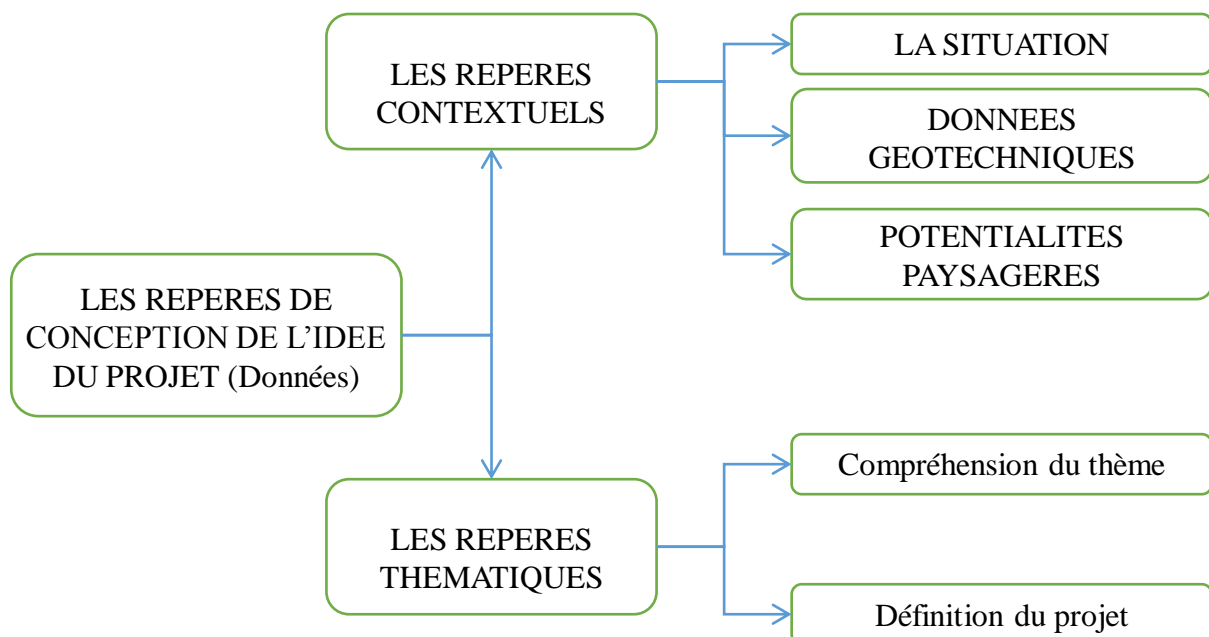 LES REPERES
CONTEXTUELS
LA SITUATION
DONNEES
GEOTECHNIQUES
POTENTIALITES
PAYSAGERES
LES REPERES DE
CONCEPTION DE L’IDEE
DU PROJET (Données)
LES REPERES
THEMATIQUES
Compréhension du thème
Définition du projet